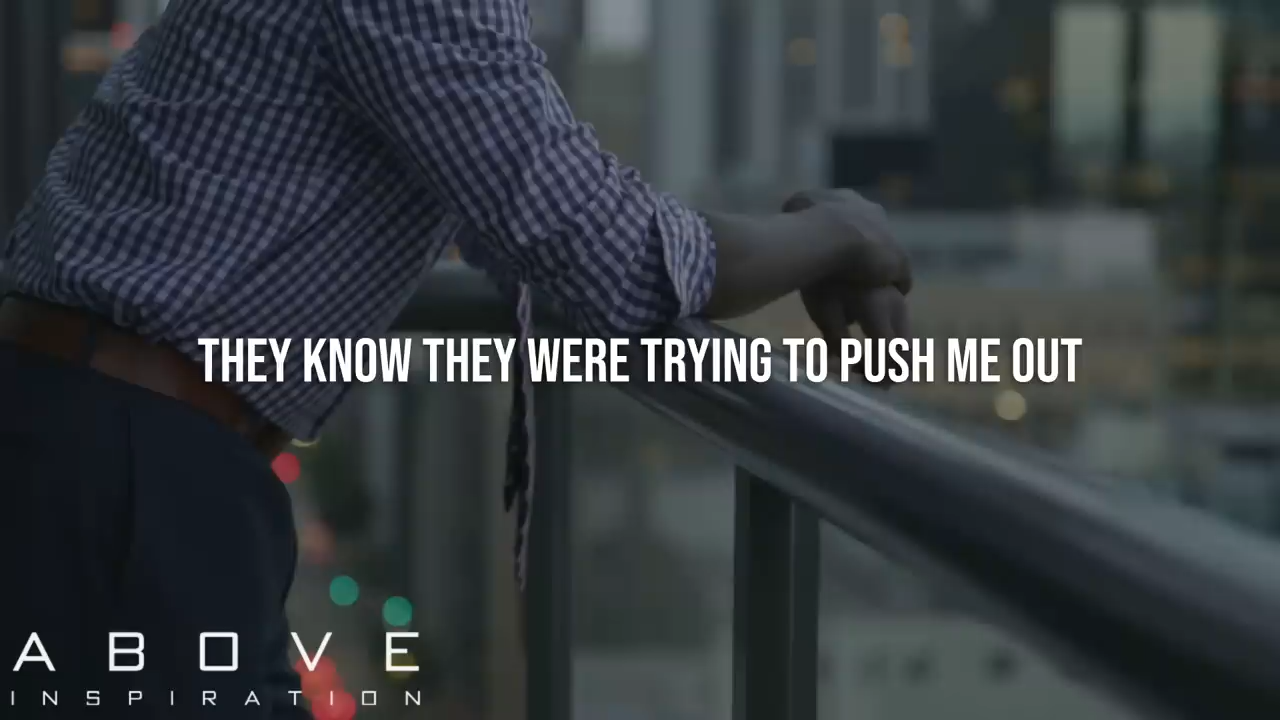 THEY KNOW THEY WERE TRYING TO PUSH ME OUT
ABOVE
INSPIRATION